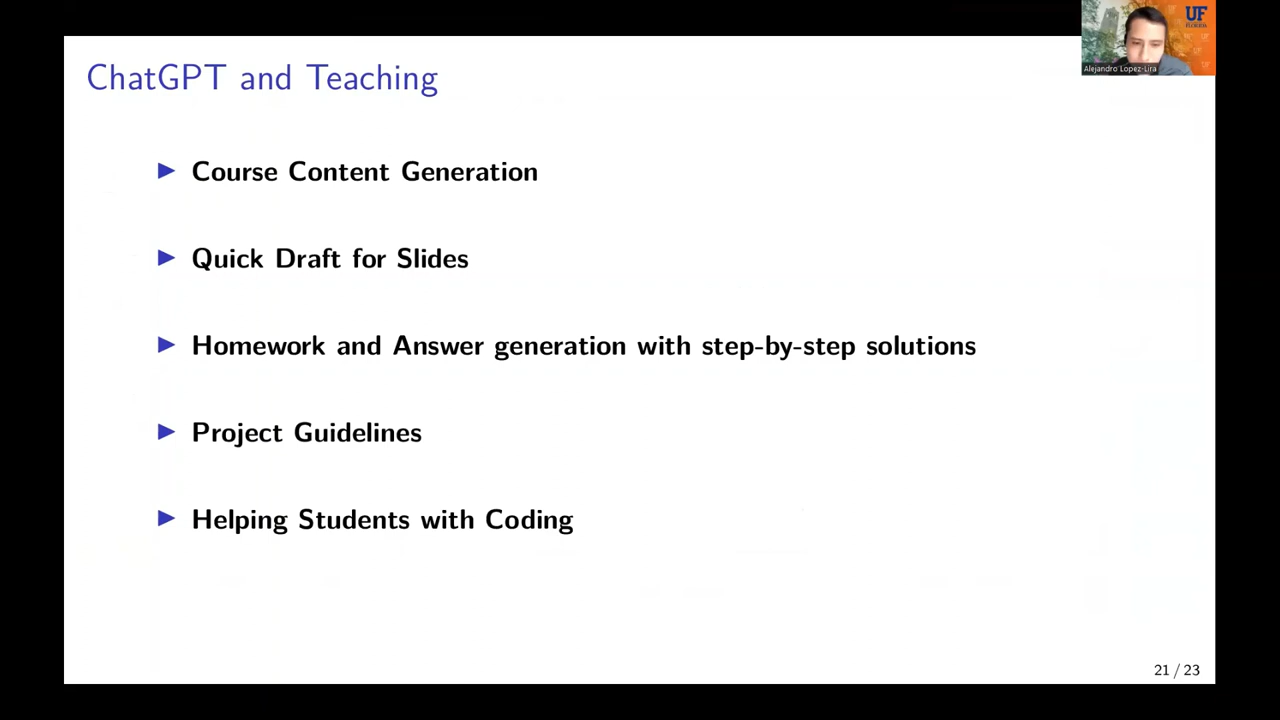 UF
Alejandro Lopez-Lira
ChatGPT and Teaching
▶ Course Content Generation
▶ Quick Draft for Slides
▶ Homework and Answer generation with step-by-step solutions
▶ Project Guidelines
▶ Helping Students with Coding
21 / 23